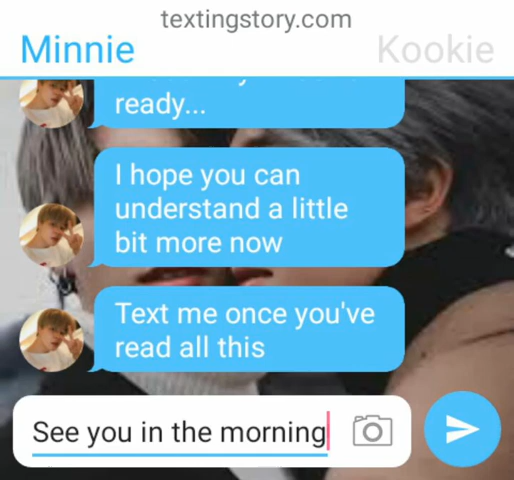 textingstory.com
Minnie
Kookie
ready...
I hope you can
understand a little
bit more now
Text me once you've
read all this
See you in the morning